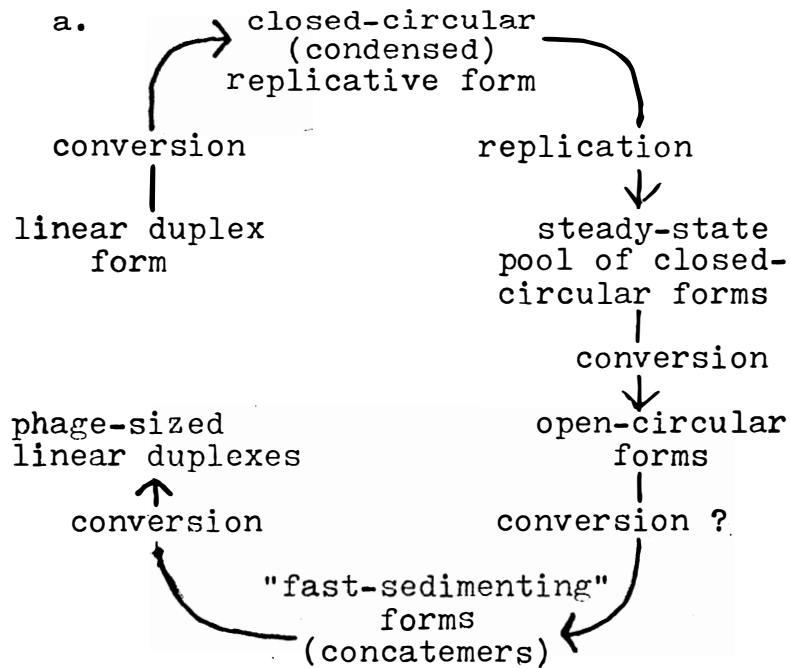 a.
closed-circular
(condensed)
replicative form
conversion
replication
linear duplex
form
steady-state
pool of closed-
circular forms
conversion
open-circular
forms
conversion ?
"fast-sedimenting"
forms
(concatemers)
conversion
phage-sized
linear duplexes